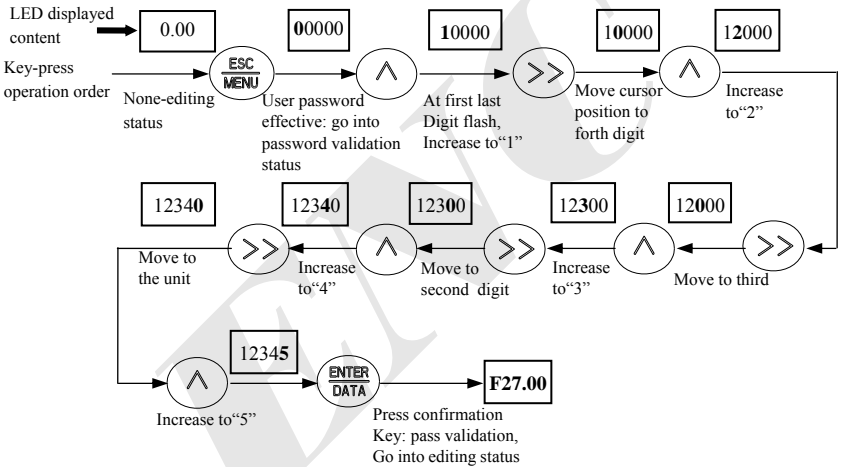 LED displayed
content
0.00
00000
10000
10000
12000
Key-press
operation order
ESC
MENU
∧
>>
∧
None-editing
status
User password
effective: go into
password validation
status
At first last
Digit flash,
Increase to“1”
Move cursor
position to
forth digit
Increase
to“2”
12340
12340
12300
12300
12000
>>
∧
>>
∧
>>
Move to
the unit
Increase
to“4”
Move to
second digit
Increase
to“3”
Move to third
12345
∧
ENTER
DATA
F27.00
Increase to“5”
Press confirmation
Key: pass validation,
Go into editing status
ENC